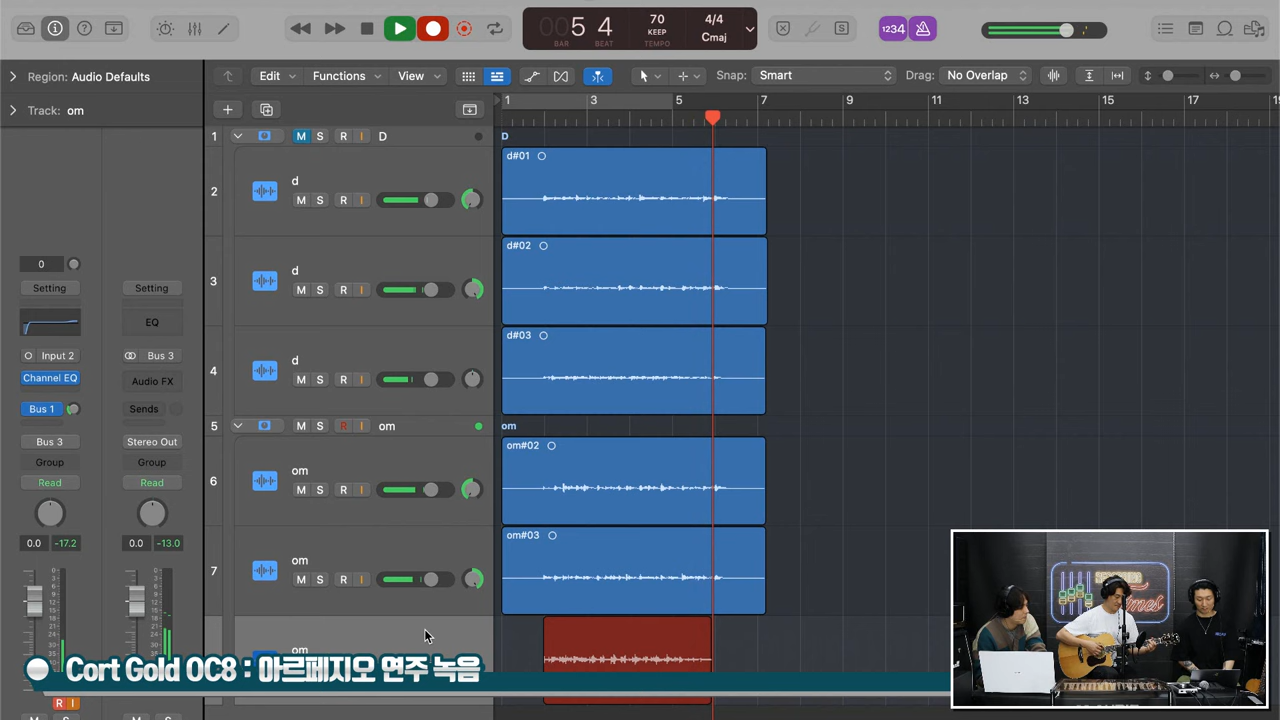 5 4
BAR BEAT
70
KEEP
TEMPO
4/4
Cmaj
S
1234
Region: Audio Defaults
Edit
Functions
View
Snap: Smart
Drag: No Overlap
Track: om
1 3 5 7 9 11 13 15 17
1 M S R I D
D
2 d
M S R I
d#01
3 d
M S R I
d#02
4 d
M S R I
d#03
5 M S R I om
om
6 om
M S R I
om#02
7 om
M S R I
om#03
om
0
Setting
Input 2
Channel EQ
Bus 1
Bus 3
Group
Read
0.0 -17.2
R I
M S
Setting
EQ
Bus 3
Audio FX
Sends
Stereo Out
Group
Read
0.0 -13.0
Cort Gold OC8 : 아르페지오 연주 녹음